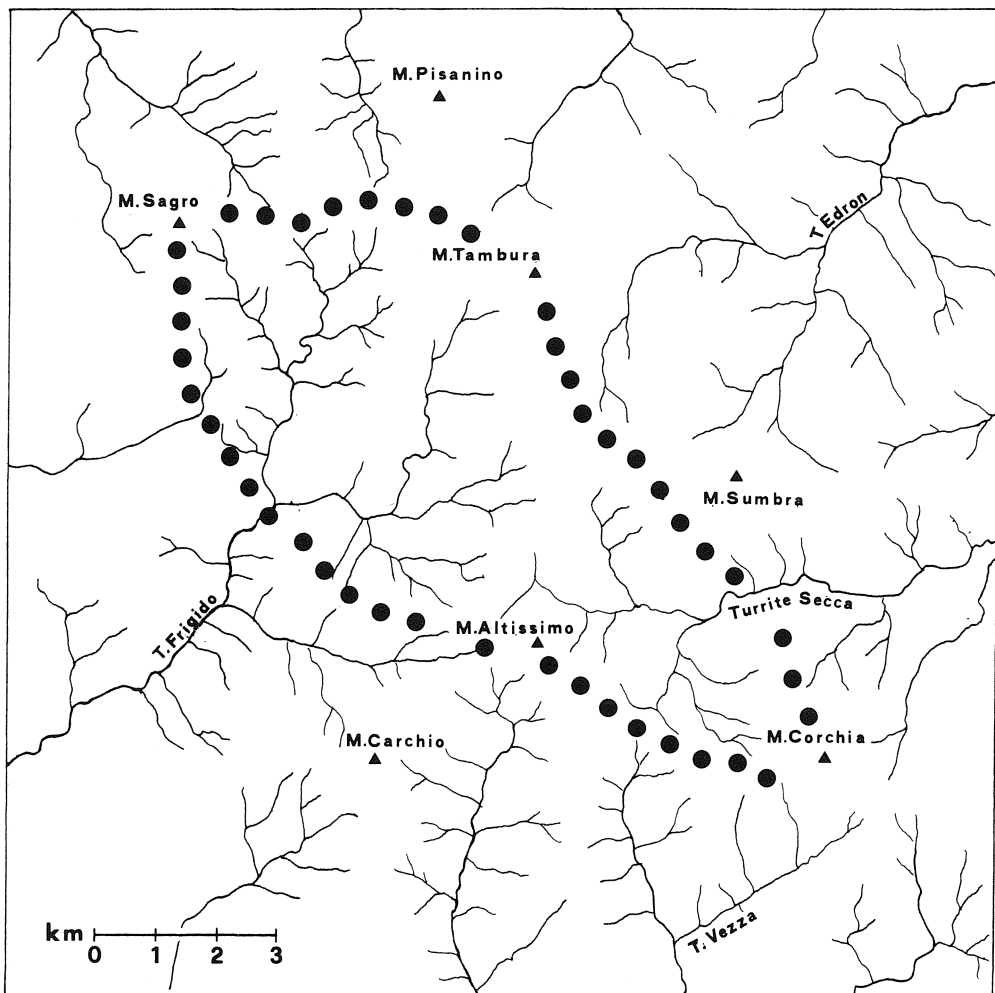 M.Pisanino
M.Sagro
T Edron
M.Tambura
M.Sumbra
Turrite Secca
T.Frigido
M.Altissimo
M.Corchia
M.Carchio
T.Vezza
km
0 1 2 3